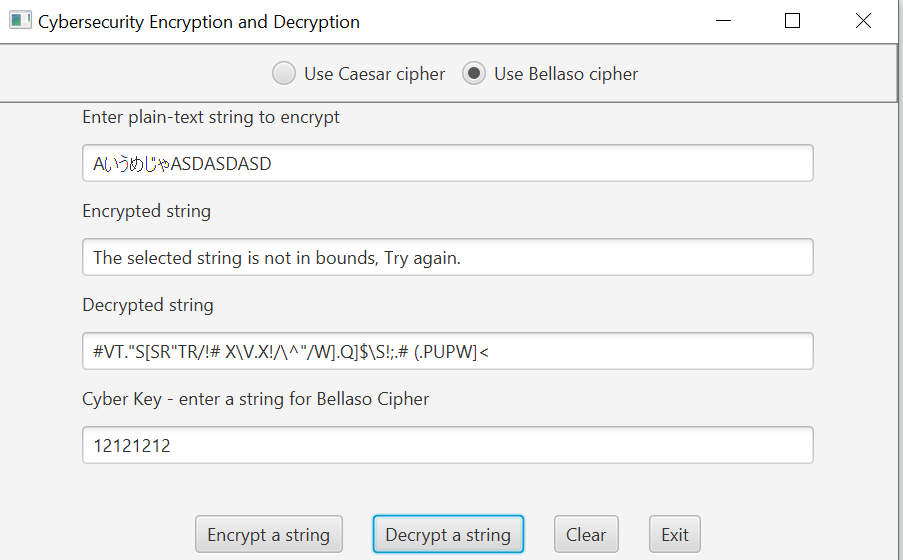 Cybersecurity Encryption and Decryption
Use Caesar cipher Use Bellaso cipher
Enter plain-text string to encrypt
AいうめじゃASDASDASD
Encrypted string
The selected string is not in bounds, Try again.
Decrypted string
#VT."S[SR"TR/!# X\V.X!/\^"/W].Q]$\S!;.# (.PUPW]<
Cyber Key - enter a string for Bellaso Cipher
12121212
Encrypt a string Decrypt a string Clear Exit